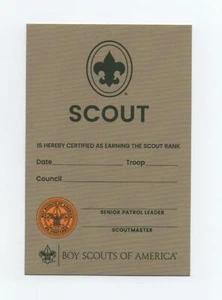 SCOUT
IS HEREBY CERTIFIED AS EARNING THE SCOUT RANK
Date Troop
Council
SENIOR PATROL LEADER
SCOUTMASTER
BOY SCOUTS OF AMERICA